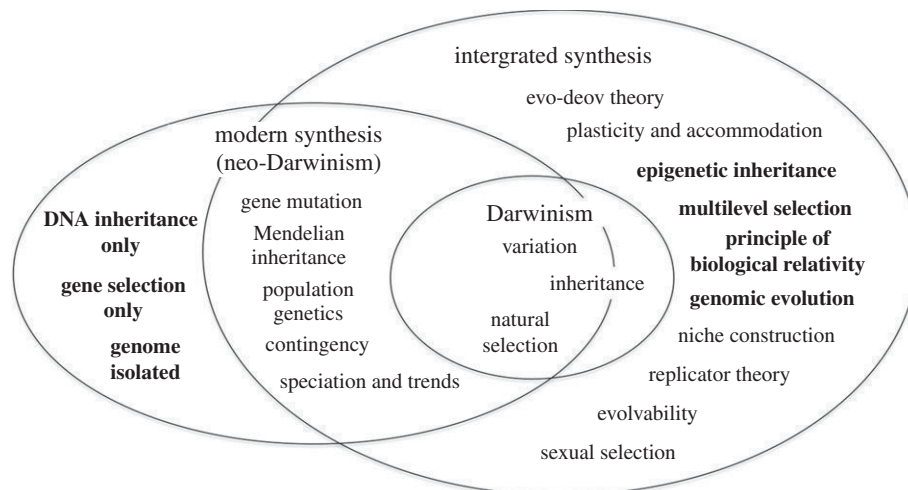 intergrated synthesis
evo-deov theory
plasticity and accommodation
modern synthesis
(neo-Darwinism)
epigenetic inheritance
gene mutation
DNA inheritance
only
Mendelian
inheritance
Darwinism
variation
multilevel selection
principle of
biological relativity
gene selection
only
population
genetics
inheritance
genomic evolution
genome
isolated
contingency
natural
selection
niche construction
speciation and trends
replicator theory
evolvability
sexual selection